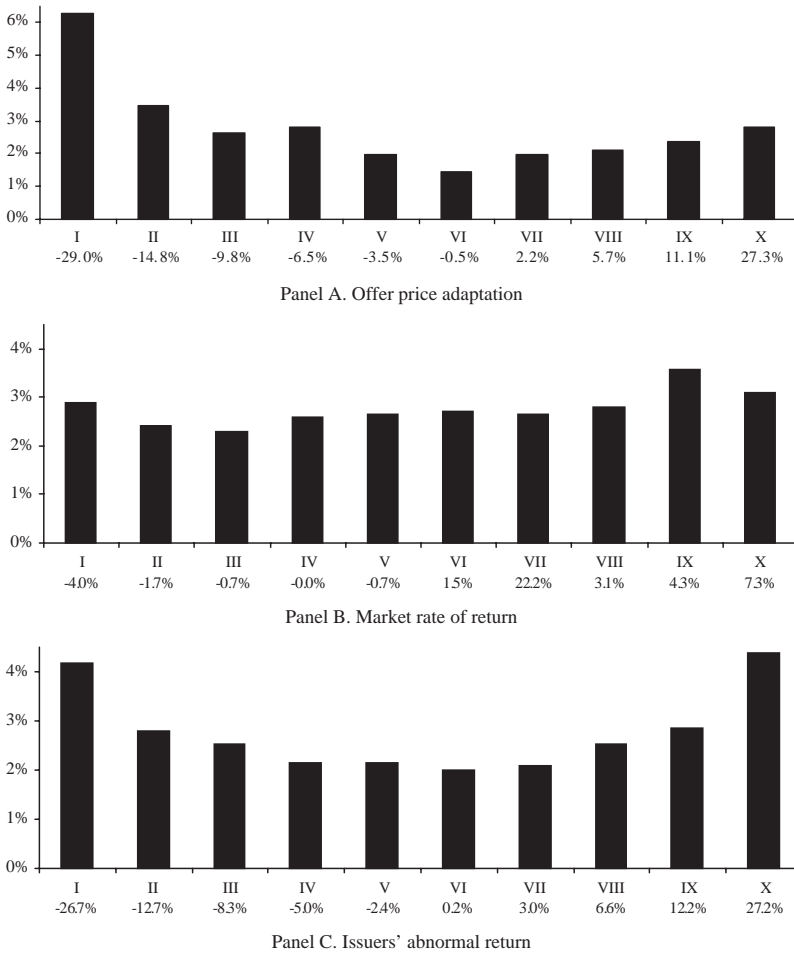 6%
5%
4%
3%
2%
1%
0%
I II III IV V VI VII VIII IX X
-29.0% -14.8% -9.8% -6.5% -3.5% -0.5% 2.2% 5.7% 11.1% 27.3%
Panel A. Offer price adaptation
4%
3%
2%
1%
0%
I II III IV V VI VII VIII IX X
-4.0% -1.7% -0.7% -0.0% -0.7% 1.5% 22.2% 3.1% 4.3% 7.3%
Panel B. Market rate of return
4%
3%
2%
1%
0%
I II III IV V VI VII VIII IX X
-26.7% -12.7% -8.3% -5.0% -2.4% 0.2% 3.0% 6.6% 12.2% 27.2%
Panel C. Issuers’ abnormal return